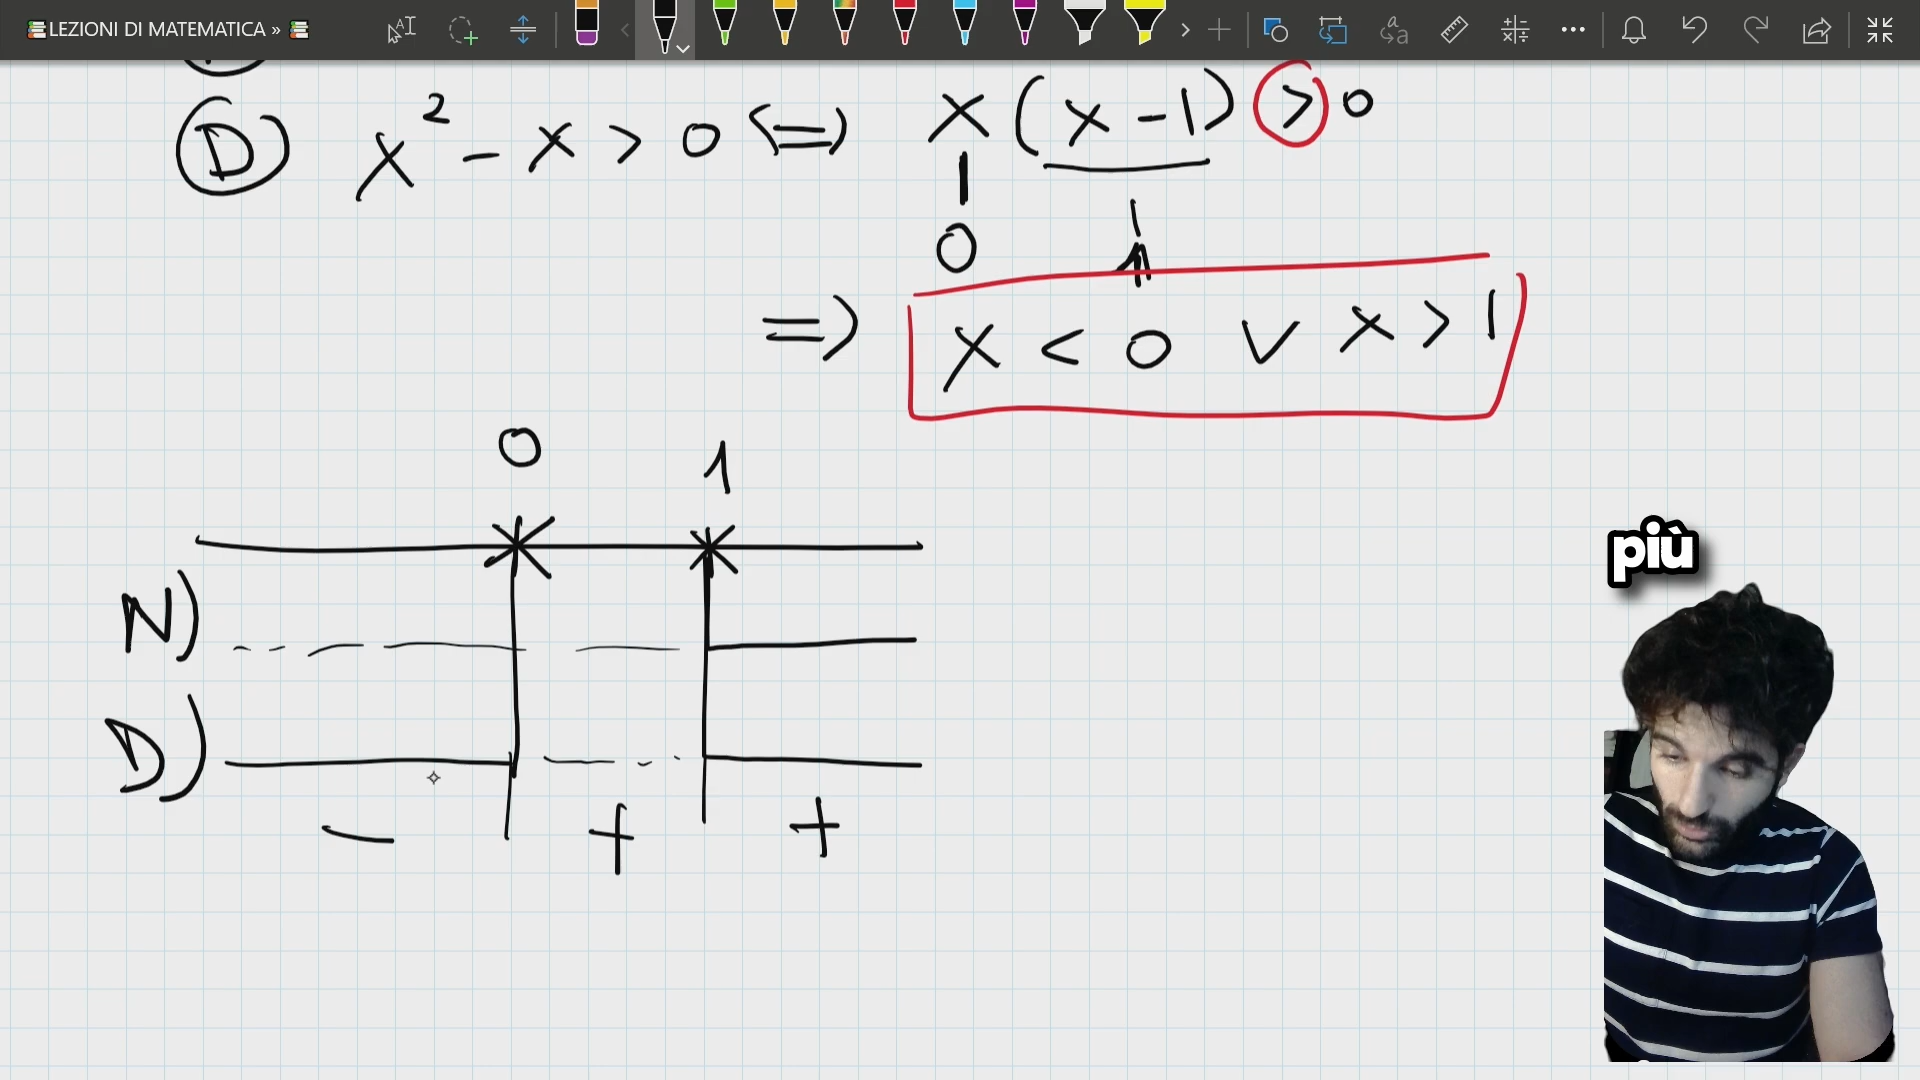 LEZIONI DI MATEMATICA »
D x² - x > 0 <=> x (x - 1) > 0
0 1
=> x < 0 ∨ x > 1
0 1
più
N)
D)
- + +